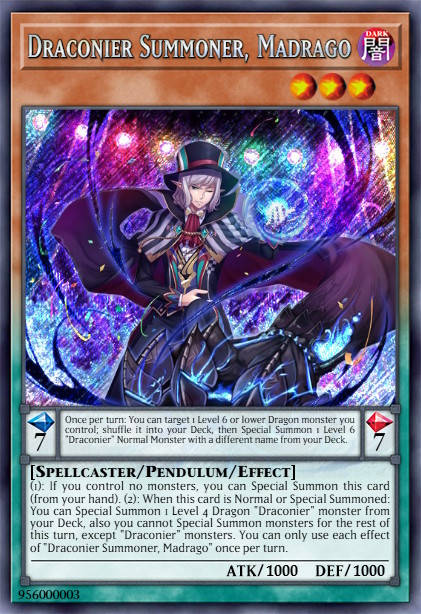 Draconier Summoner, Madrago
DARK
闇
Once per turn: You can target 1 Level 6 or lower Dragon monster you
control; shuffle it into your Deck, then Special Summon 1 Level 6
"Draconier" Normal Monster with a different name from your Deck.
7
7
[Spellcaster/Pendulum/Effect]
(1): If you control no monsters, you can Special Summon this card
(from your hand). (2): When this card is Normal or Special Summoned:
You can Special Summon 1 Level 4 Dragon "Draconier" monster from
your Deck, also you cannot Special Summon monsters for the rest of
this turn, except "Draconier" monsters. You can only use each effect
of "Draconier Summoner, Madrago" once per turn.
ATK/1000 DEF/1000
956000003